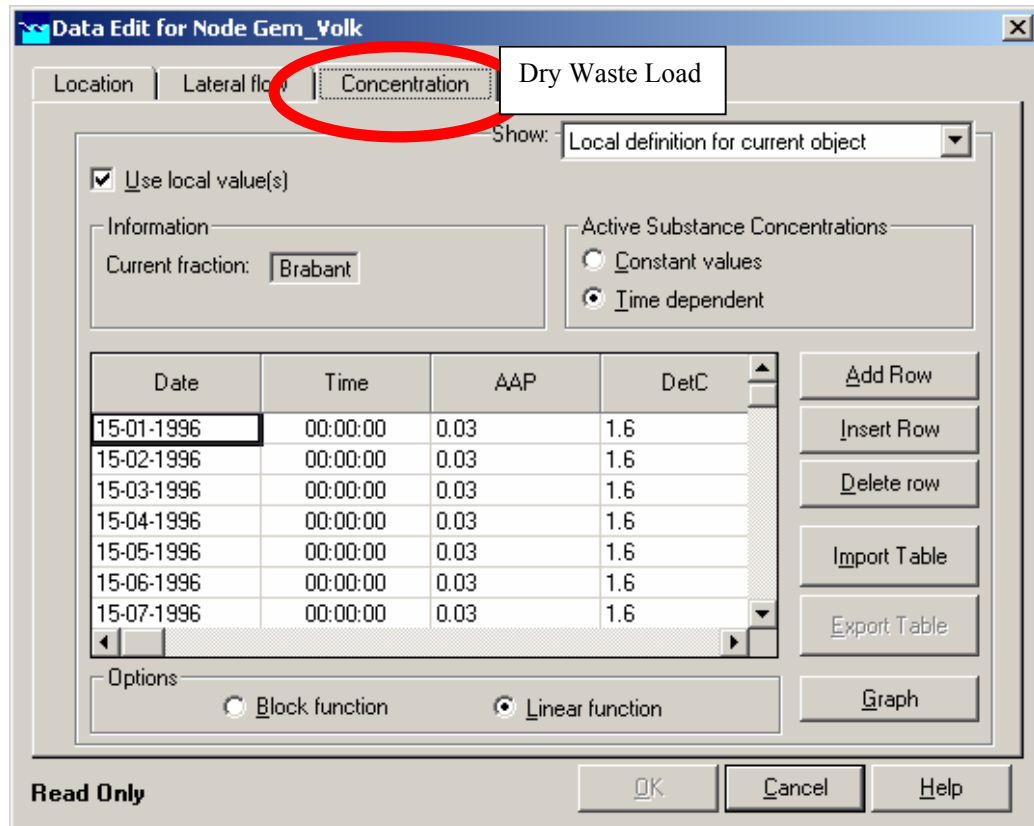 Data Edit for Node Gem_Volk
Location Lateral flow Concentration
Dry Waste Load
Show: Local definition for current object
Use local value(s)
Information
Current fraction: Brabant
Active Substance Concentrations
Constant values
Time dependent
Date Time AAP DetC
15-01-1996 00:00:00 0.03 1.6
15-02-1996 00:00:00 0.03 1.6
15-03-1996 00:00:00 0.03 1.6
15-04-1996 00:00:00 0.03 1.6
15-05-1996 00:00:00 0.03 1.6
15-06-1996 00:00:00 0.03 1.6
15-07-1996 00:00:00 0.03 1.6
Add Row
Insert Row
Delete row
Import Table
Export Table
Graph
Options
Block function Linear function
Read Only
OK Cancel Help